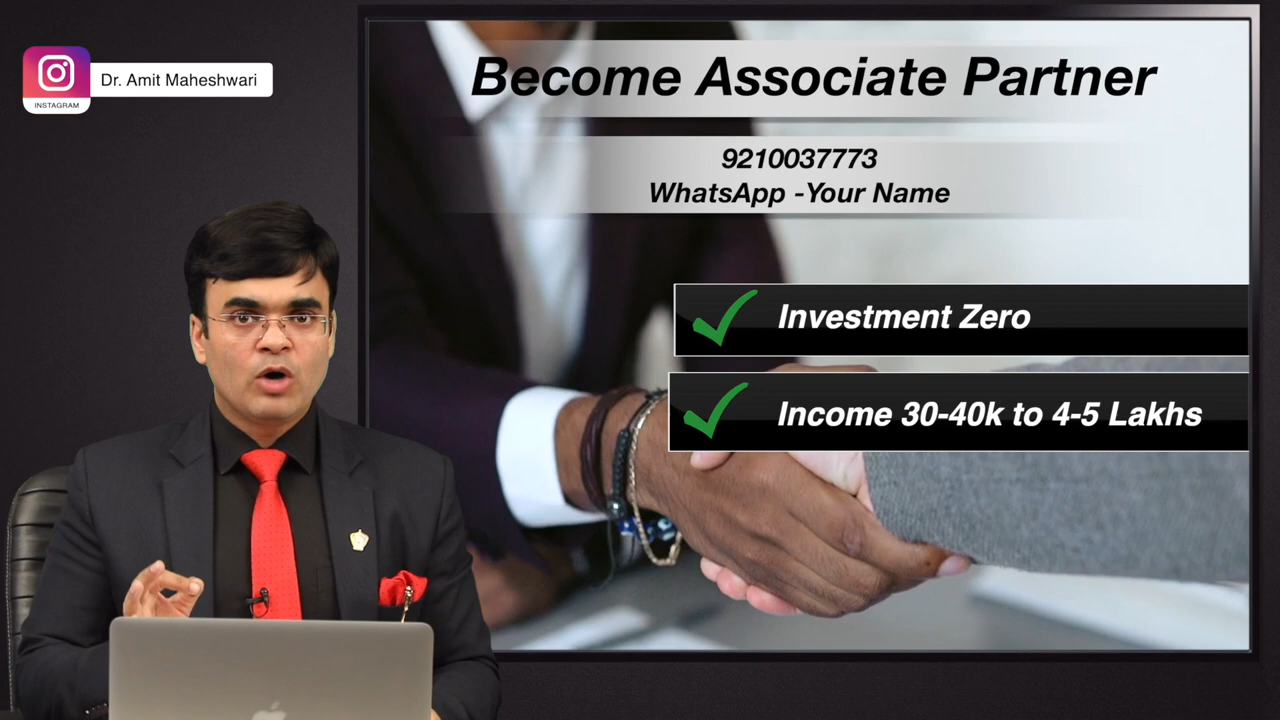 INSTAGRAM
Dr. Amit Maheshwari
Become Associate Partner
9210037773
WhatsApp -Your Name
Investment Zero
Income 30-40k to 4-5 Lakhs